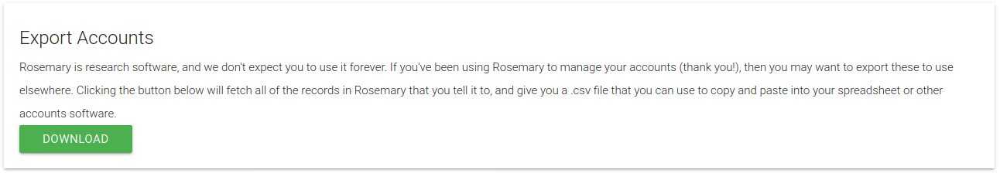 Export Accounts
Rosemary is research software, and we don't expect you to use it forever. If you've been using Rosemary to manage your accounts (thank you!), then you may want to export these to use
elsewhere. Clicking the button below will fetch all of the records in Rosemary that you tell it to, and give you a .csv file that you can use to copy and paste into your spreadsheet or other
accounts software.
DOWNLOAD